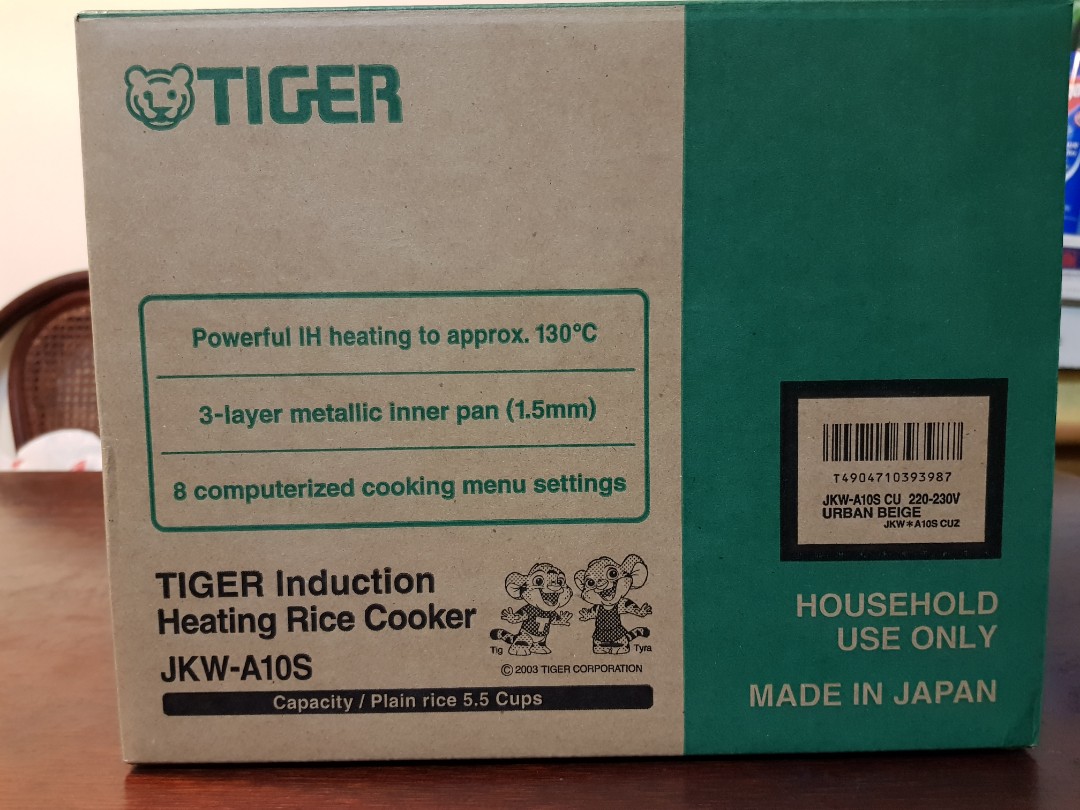 TIGER
Powerful IH heating to approx. 130°C
3-layer metallic inner pan (1.5mm)
8 computerized cooking menu settings
TIGER Induction
Heating Rice Cooker
JKW-A10S
Tig
Tyra
© 2003 TIGER CORPORATION
Capacity / Plain rice 5.5 Cups
T4904710393987
JKW-A10S CU 220-230V
URBAN BEIGE
JKW*A10S CUZ
HOUSEHOLD
USE ONLY
MADE IN JAPAN